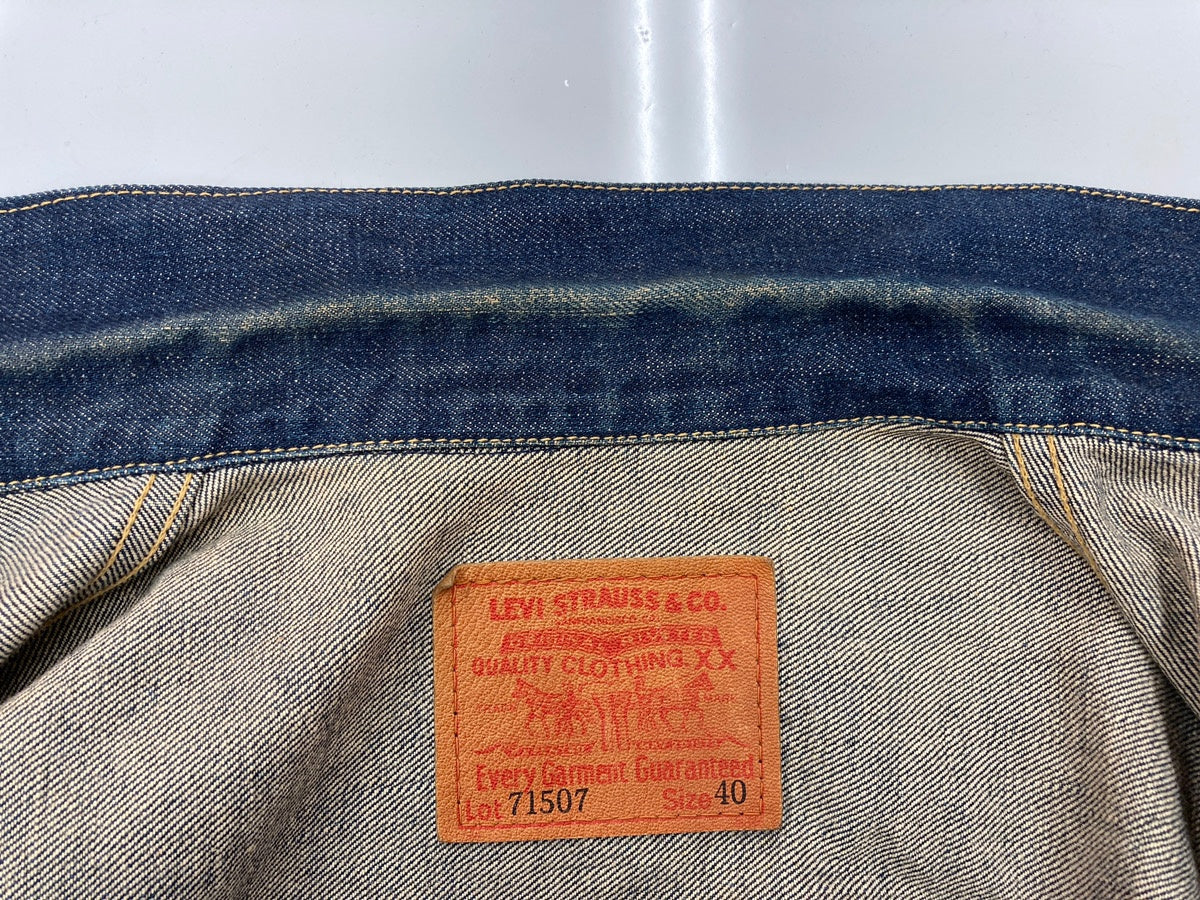 LEVI STRAUSS & CO.
QUALITY CLOTHING XX
Every Garment Guaranteed
Lot 71507 Size 40